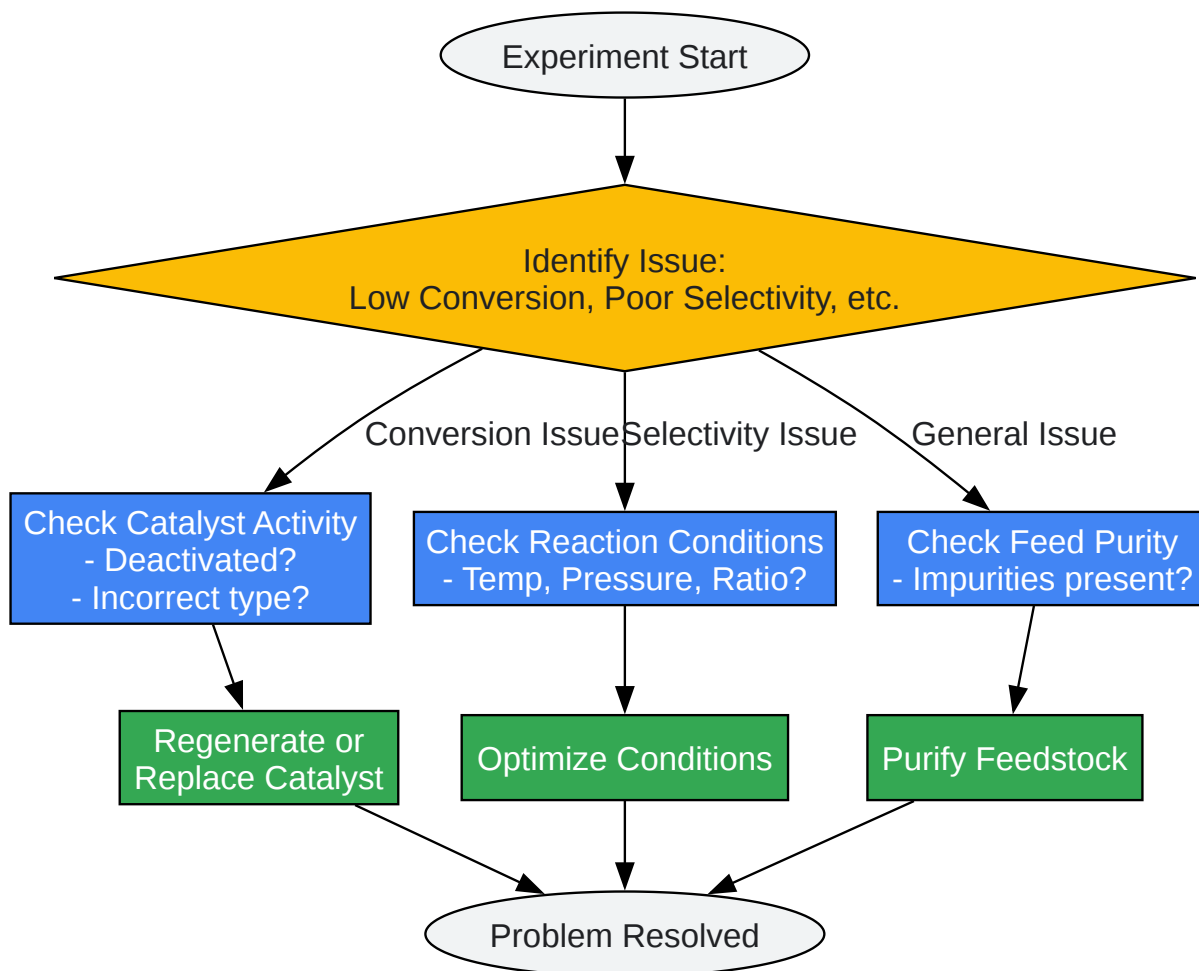 Experiment Start
Identify Issue:
Low Conversion, Poor Selectivity, etc.
Conversion Issue
Selectivity Issue
General Issue
Check Catalyst Activity
- Deactivated?
- Incorrect type?
Check Reaction Conditions
- Temp, Pressure, Ratio?
Check Feed Purity
- Impurities present?
Regenerate or
Replace Catalyst
Optimize Conditions
Purify Feedstock
Problem Resolved